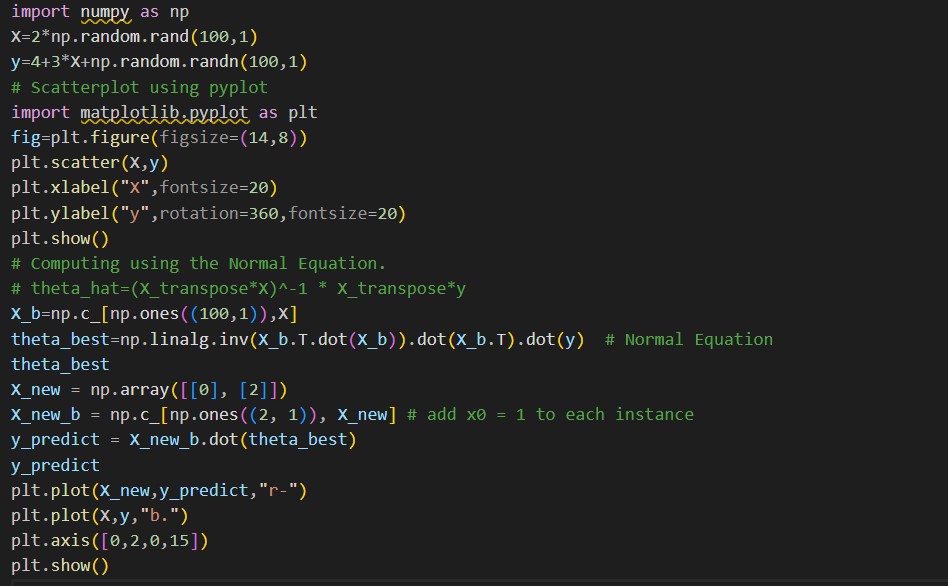 import numpy as np
X=2*np.random.rand(100,1)
y=4+3*X+np.random.randn(100,1)
# Scatterplot using pyplot
import matplotlib.pyplot as plt
fig=plt.figure(figsize=(14,8))
plt.scatter(X,y)
plt.xlabel("X",fontsize=20)
plt.ylabel("y",rotation=360,fontsize=20)
plt.show()
# Computing using the Normal Equation.
# theta_hat=(X_transpose*X)^-1 * X_transpose*y
X_b=np.c_[np.ones((100,1)),X]
theta_best=np.linalg.inv(X_b.T.dot(X_b)).dot(X_b.T).dot(y)  # Normal Equation
theta_best
X_new = np.array([[0], [2]])
X_new_b = np.c_[np.ones((2, 1)), X_new] # add x0 = 1 to each instance
y_predict = X_new_b.dot(theta_best)
y_predict
plt.plot(X_new,y_predict,"r-")
plt.plot(X,y,"b.")
plt.axis([0,2,0,15])
plt.show()